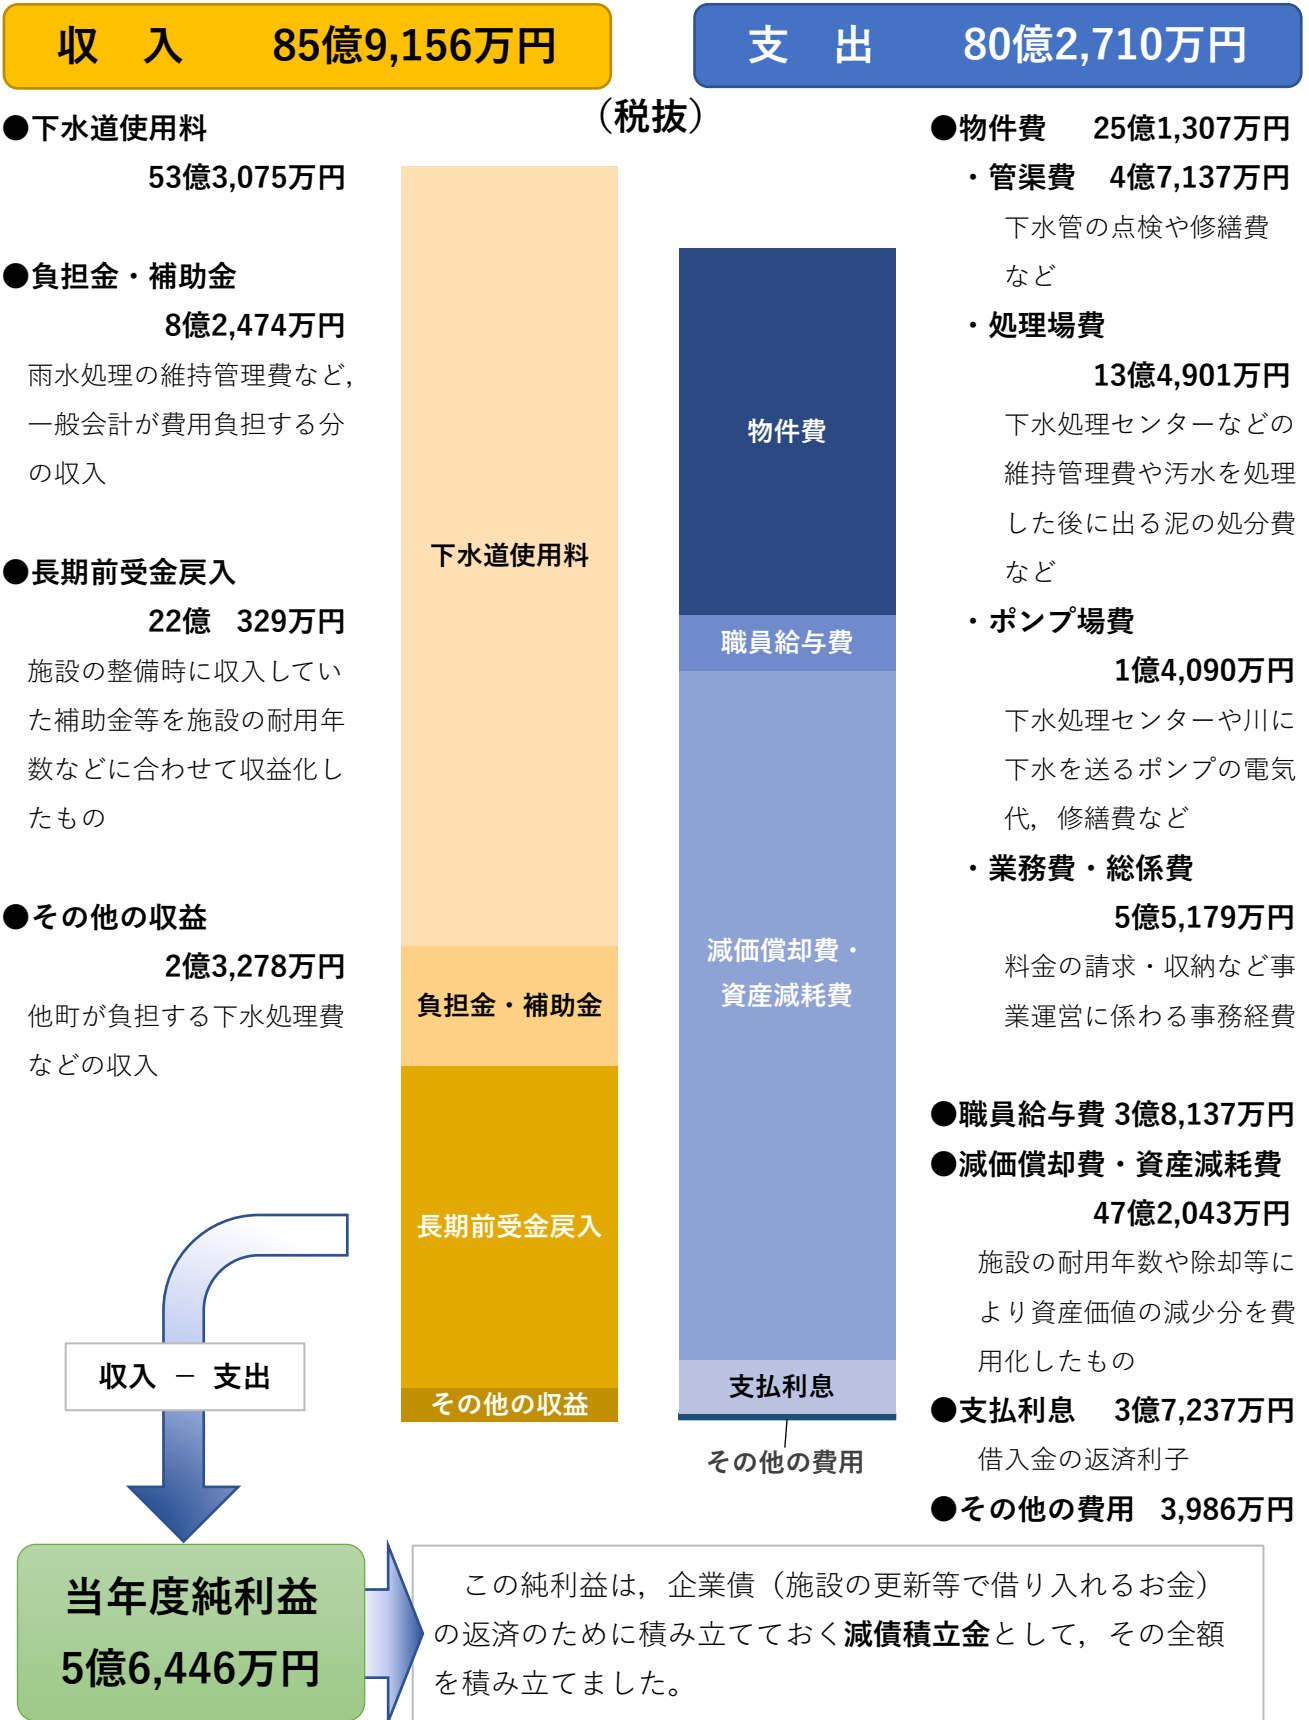 収　入　　85億9,156万円
支　出　　80億2,710万円
（税抜）
●下水道使用料
53億3,075万円
●負担金・補助金
8億2,474万円
雨水処理の維持管理費など，
一般会計が費用負担する分
の収入
●長期前受金戻入
22億　329万円
施設の整備時に収入してい
た補助金等を施設の耐用年
数などに合わせて収益化し
たもの
●その他の収益
2億3,278万円
他町が負担する下水処理費
などの収入
下水道使用料
負担金・補助金
長期前受金戻入
その他の収益
物件費
職員給与費
減価償却費・
資産減耗費
支払利息
その他の費用
●物件費　25億1,307万円
・管渠費　4億7,137万円
下水管の点検や修繕費
など
・処理場費
13億4,901万円
下水処理センターなどの
維持管理費や汚水を処理
した後に出る泥の処分費
など
・ポンプ場費
1億4,090万円
下水処理センターや川に
下水を送るポンプの電気
代，修繕費など
・業務費・総係費
5億5,179万円
料金の請求・収納など事
業運営に係わる事務経費
●職員給与費 3億8,137万円
●減価償却費・資産減耗費
47億2,043万円
施設の耐用年数や除却等に
より資産価値の減少分を費
用化したもの
●支払利息　3億7,237万円
借入金の返済利子
●その他の費用　3,986万円
収入 － 支出
当年度純利益
5億6,446万円
この純利益は，企業債（施設の更新等で借り入れるお金）
の返済のために積み立てておく減債積立金として，その全額
を積み立てました。